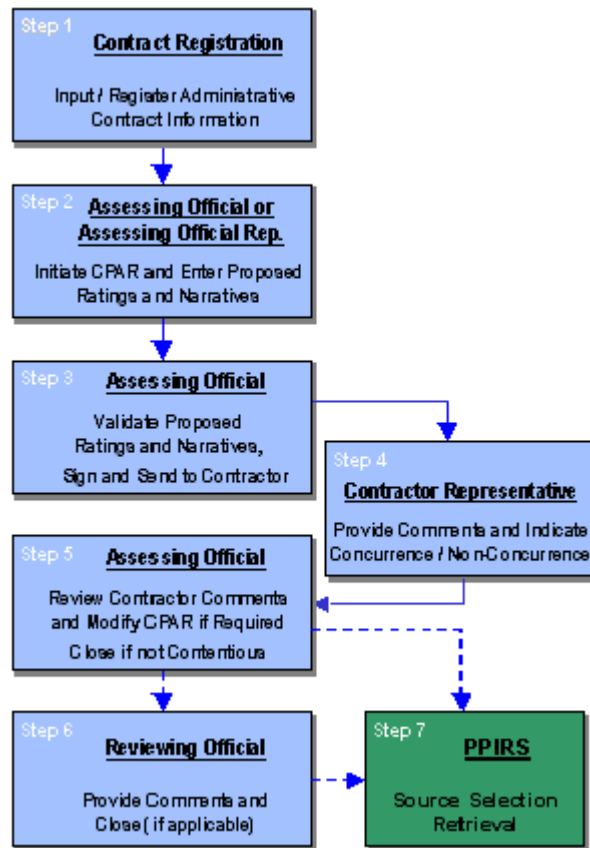 Step 1
Contract Registration
Input / Register Administrative
Contract Information
Step 2
Assessing Official or
Assessing Official Rep.
Initiate CPAR and Enter Proposed
Ratings and Narratives
Step 3
Assessing Official
Validate Proposed
Ratings and Narratives,
Sign and Send to Contractor
Step 4
Contractor Representative
Provide Comments and Indicate
Concurrence / Non-Concurrence
Step 5
Assessing Official
Review Contractor Comments
and Modify CPAR if Required
Close if not Contentious
Step 6
Reviewing Official
Provide Comments and
Close( if applicable)
Step 7
PPIRS
Source Selection
Retrieval